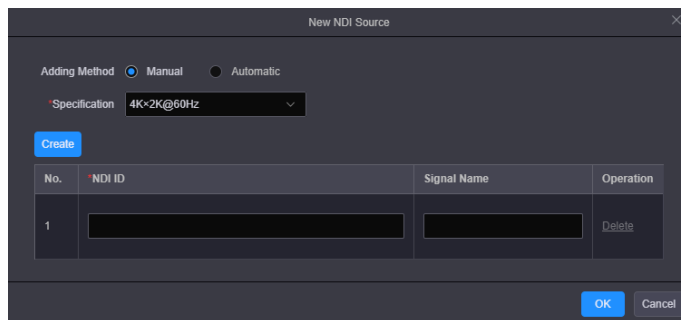 New NDI Source
Adding Method Manual Automatic
*Specification 4K×2K@60Hz
Create
No. *NDI ID Signal Name Operation
1 Delete
OK Cancel